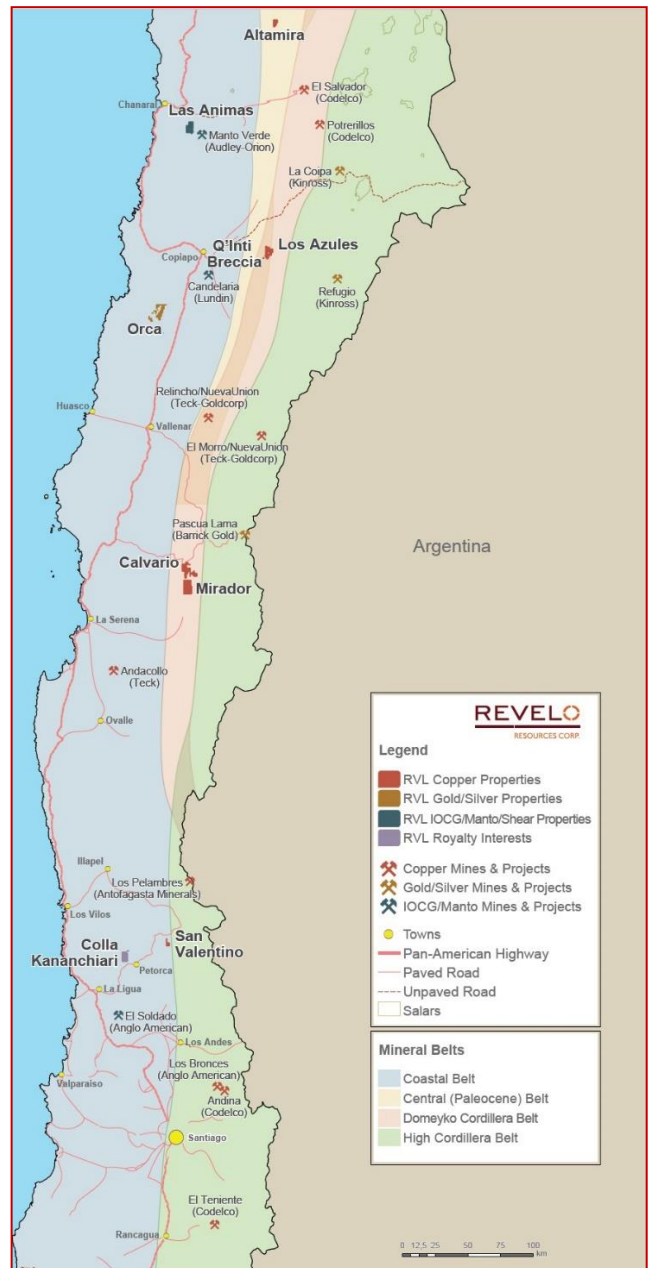 Altamira
El Salvador
(Codelco)
Chanaral
Las Animas
Manto Verde
(Audley-Orion)
Potrerillos
(Codelco)
La Coipa
(Kinross)
Q'Inti
Breccia
Los Azules
Copiapo
Candelaria
(Lundin)
Refugio
(Kinross)
Orca
Relincho/NuevaUnion
(Teck-Goldcorp)
Huasco
Vallenar
El Morro/NuevaUnion
(Teck-Goldcorp)
Pascua Lama
(Barrick Gold)
Argentina
Calvario
Mirador
La Serena
Andacollo
(Teck)
Ovalle
Illapel
Los Pelambres
(Antofagasta Minerals)
Los Vilos
Colla
Kananchiari
San
Valentino
Petorca
La Ligua
El Soldado
(Anglo American)
Los Andes
Los Bronces
(Anglo American)
Valparaiso
Andina
(Codelco)
Santiago
El Teniente
(Codelco)
Rancagua
REVELO
RESOURCES CORP.
Legend
RVL Copper Properties
RVL Gold/Silver Properties
RVL IOCG/Manto/Shear Properties
RVL Royalty Interests
Copper Mines & Projects
Gold/Silver Mines & Projects
IOCG/Manto Mines & Projects
Towns
Pan-American Highway
Paved Road
Unpaved Road
Salars
Mineral Belts
Coastal Belt
Central (Paleocene) Belt
Domeyko Cordillera Belt
High Cordillera Belt
0 12,5 25 50 75 100
km